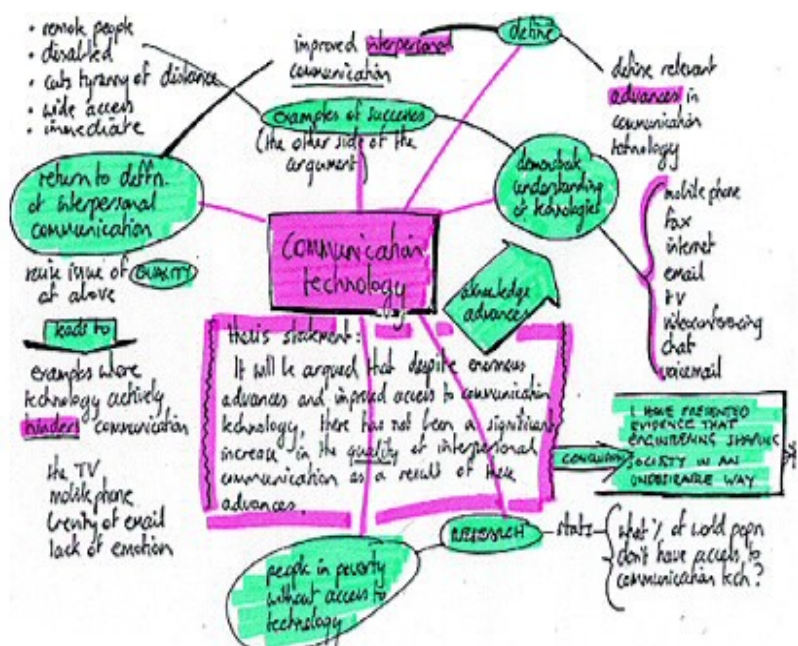 • remote people
• disabled
• cuts tyranny of distance
• wide access
• immediate
improved interpersonal
communication
define
define relevant
advances in
communication
technology
examples of success
(the other side of the
argument)
demonstrate
understanding
of technologies
mobile phone
fax
internet
email
TV
videoconferencing
chat
voicemail
return to deffn.
of interpersonal
communication
issue of QUALITY
of above
leads to
examples where
technology actively
hinders communication
the TV
mobile phone
brevity of email
lack of emotion
communication
technology
aknowledge
advances
thesis statement:
It will be argued that despite enormous
advances and improved access to communication
technology, there has not been a significant
increase in the quality of interpersonal
communication as a result of these
advances.
CONCLUSION
I HAVE PRESENTED
EVIDENCE THAT
ENGINEERING SHAPING
SOCIETY IN AN
UNDESIRABLE WAY
RESEARCH
stats
what % of world popn
don't have access to
communication tech?
people in poverty
without access to
technology